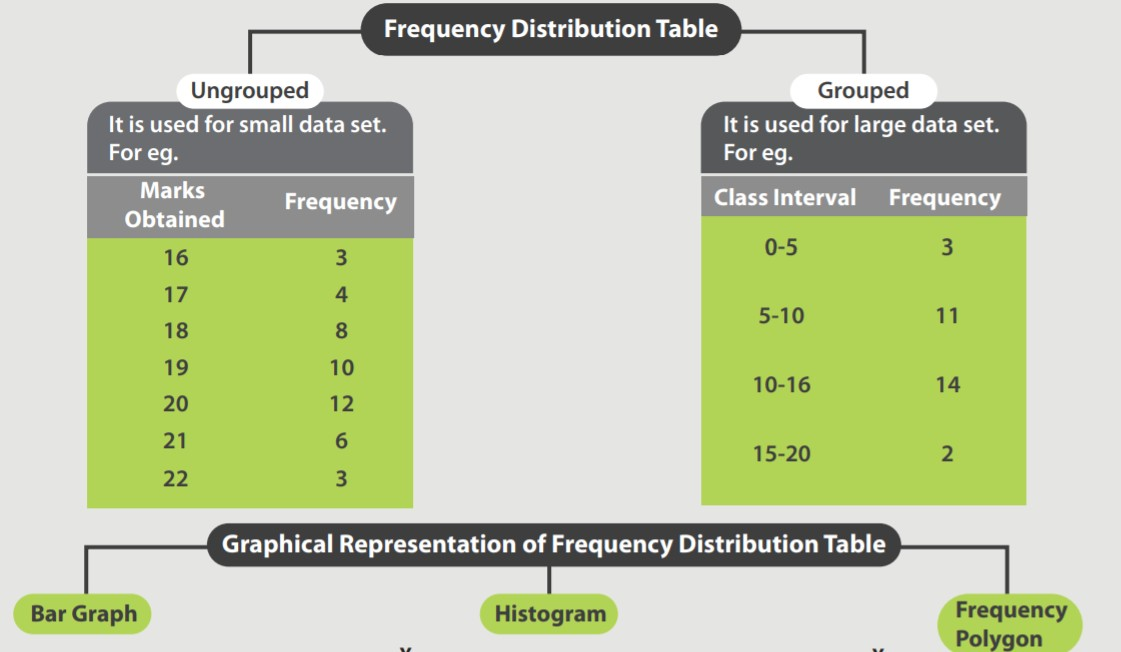 Frequency Distribution Table
Ungrouped
It is used for small data set.
For eg.
Marks
Obtained
Frequency
16 3
17 4
18 8
19 10
20 12
21 6
22 3
Grouped
It is used for large data set.
For eg.
Class Interval Frequency
0-5 3
5-10 11
10-16 14
15-20 2
Graphical Representation of Frequency Distribution Table
Bar Graph
Histogram
Frequency
Polygon